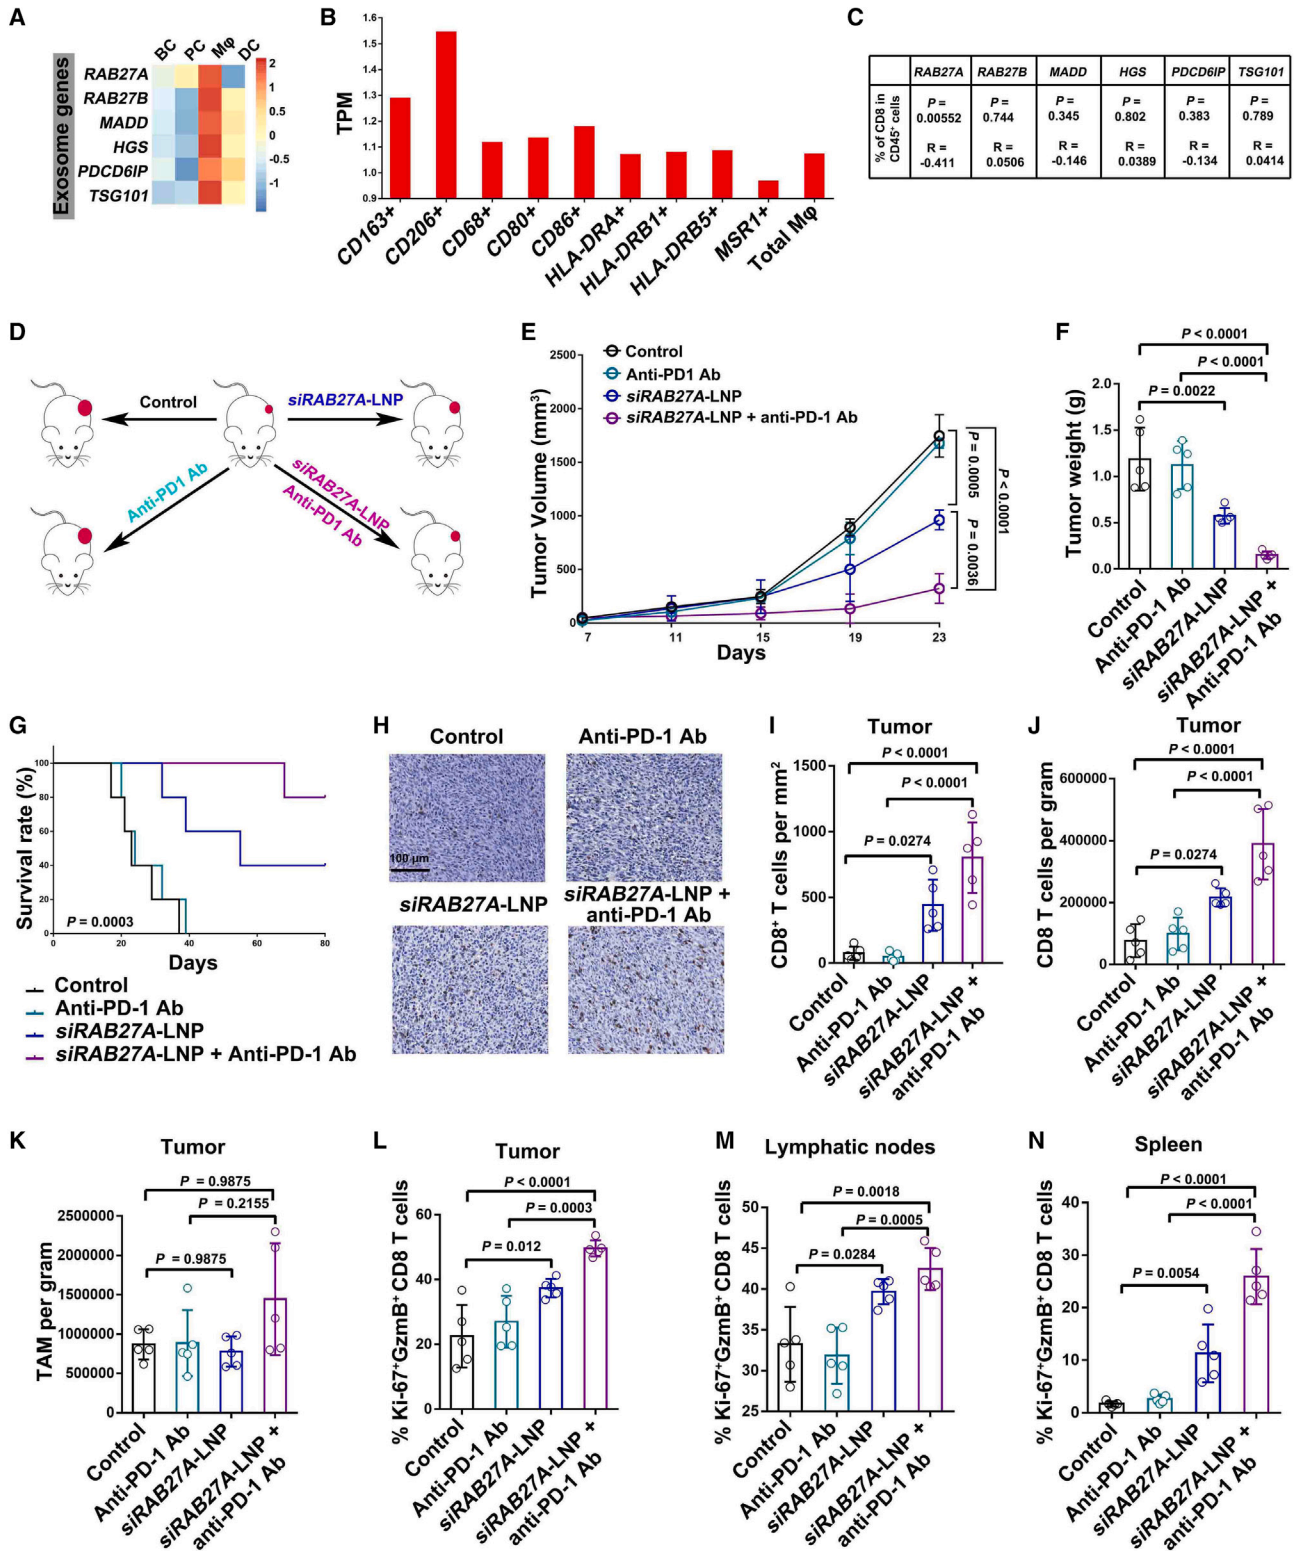 A
BC
PC
Mφ
DC
Exosome genes
RAB27A
RAB27B
MADD
HGS
PDCD6IP
TSG101
2
1
0.5
0
-0.5
-1
B
TPM
1.6
1.5
1.4
1.3
1.2
1.1
1.0
0.9
CD163+
CD206+
CD68+
CD80+
CD86+
HLA-DRA+
HLA-DRB1+
HLA-DRB5+
MSR1+
Total Mφ
C
RAB27A RAB27B MADD HGS PDCD6IP TSG101
% of CD8 in
CD45⁺ cells
P = P = P = P = P = P =
0.00552 0.744 0.345 0.802 0.383 0.789
R = R = R = R = R = R =
-0.411 0.0506 -0.146 0.0389 -0.134 0.0414
D
Control
siRAB27A-LNP
Anti-PD1 Ab
siRAB27A-LNP
Anti-PD1 Ab
E
Tumor Volume (mm³)
2500
2000
1500
1000
500
0
7 11 15 19 23
Days
Control
Anti-PD1 Ab
siRAB27A-LNP
siRAB27A-LNP + anti-PD-1 Ab
P = 0.0005
P = 0.0036
P < 0.0001
F
P < 0.0001
P < 0.0001
P = 0.0022
Tumor weight (g)
2.0
1.5
1.0
0.5
0.0
Control
Anti-PD-1 Ab
siRAB27A-LNP
siRAB27A-LNP +
Anti-PD-1 Ab
G
Survival rate (%)
100
80
60
40
20
0
P = 0.0003
0 20 40 60 80
Days
Control
Anti-PD-1 Ab
siRAB27A-LNP
siRAB27A-LNP + Anti-PD-1 Ab
H
Control
Anti-PD-1 Ab
100 μm
siRAB27A-LNP
siRAB27A-LNP +
anti-PD-1 Ab
I
Tumor
P < 0.0001
P < 0.0001
P = 0.0274
CD8⁺ T cells per mm²
1500
1000
500
0
Control
Anti-PD-1 Ab
siRAB27A-LNP
siRAB27A-LNP +
anti-PD-1 Ab
J
Tumor
P < 0.0001
P < 0.0001
P = 0.0274
CD8 T cells per gram
600000
400000
200000
0
Control
Anti-PD-1 Ab
siRAB27A-LNP
siRAB27A-LNP +
anti-PD-1 Ab
K
Tumor
P = 0.9875
P = 0.2155
P = 0.9875
TAM per gram
2500000
2000000
1500000
1000000
500000
0
Control
Anti-PD-1 Ab
siRAB27A-LNP
siRAB27A-LNP +
anti-PD-1 Ab
L
Tumor
P < 0.0001
P = 0.0003
P = 0.012
% Ki-67⁺GzmB⁺ CD8 T cells
60
40
20
0
Control
Anti-PD-1 Ab
siRAB27A-LNP
siRAB27A-LNP +
anti-PD-1 Ab
M
Lymphatic nodes
P = 0.0018
P = 0.0005
P = 0.0284
% Ki-67⁺GzmB⁺ CD8 T cells
50
45
40
35
30
25
Control
Anti-PD-1 Ab
siRAB27A-LNP
siRAB27A-LNP +
anti-PD-1 Ab
N
Spleen
P < 0.0001
P < 0.0001
P = 0.0054
% Ki-67⁺GzmB⁺ CD8 T cells
40
30
20
10
0
Control
Anti-PD-1 Ab
siRAB27A-LNP
siRAB27A-LNP +
anti-PD-1 Ab